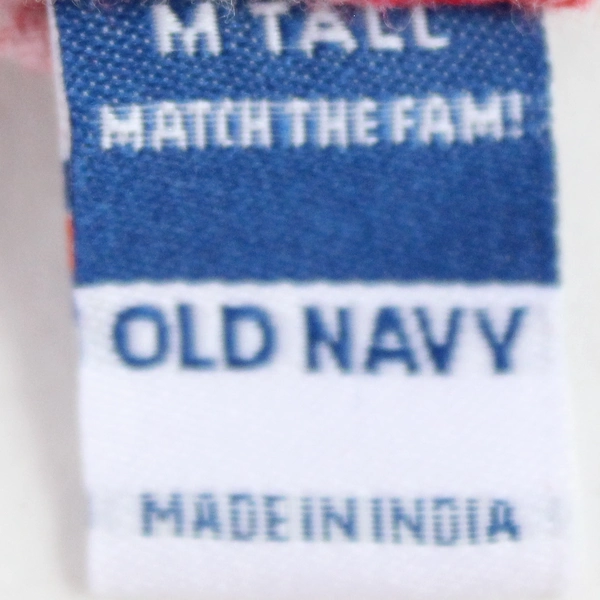 M TALL
MATCH THE FAM!
OLD NAVY
MADE IN INDIA